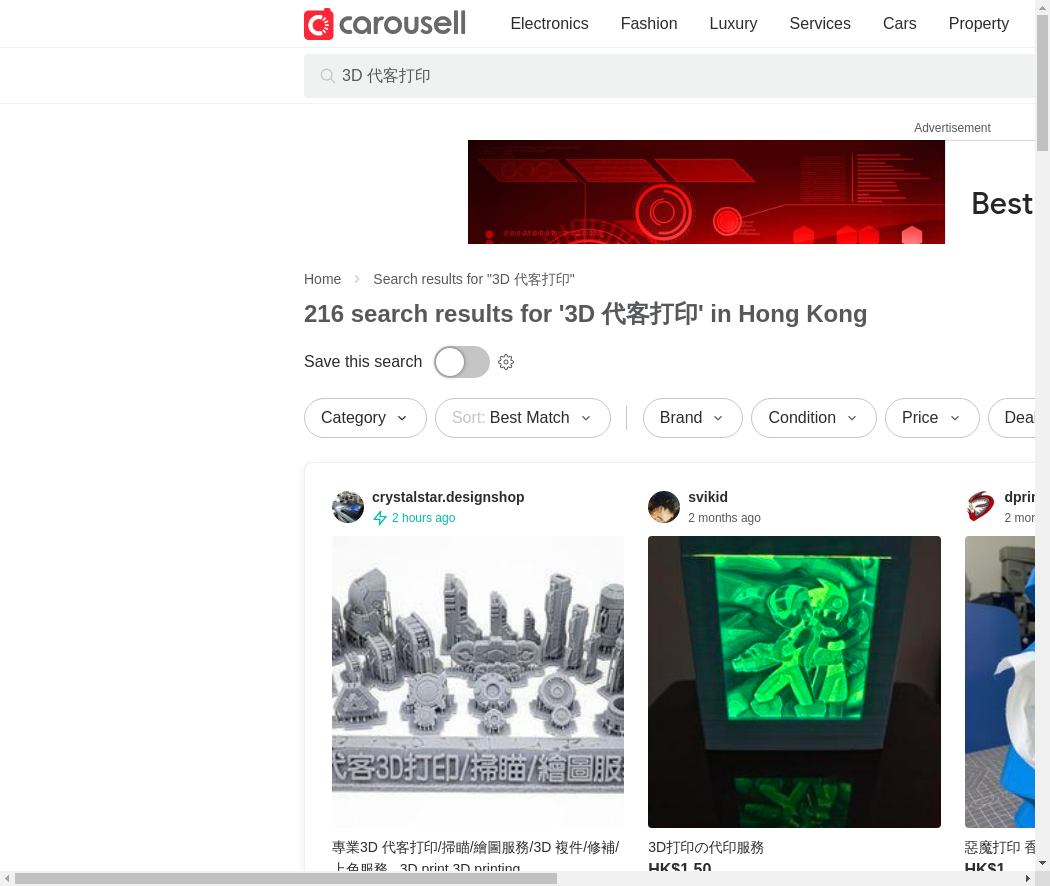 carousell
Electronics
Fashion
Luxury
Services
Cars
Property
3D 代客打印
Advertisement
Best
Home
Search results for "3D 代客打印"
216 search results for '3D 代客打印' in Hong Kong
Save this search
Category
Sort: Best Match
Brand
Condition
Price
crystalstar.designshop
2 hours ago
svikid
2 months ago
代客3D打印/掃瞄/繪圖服
專業3D 代客打印/掃瞄/繪圖服務/3D 複件/修補/
上色服務
3D print 3D printing
3D打印の代印服務
HK$1.50
惡魔打印
HK$1